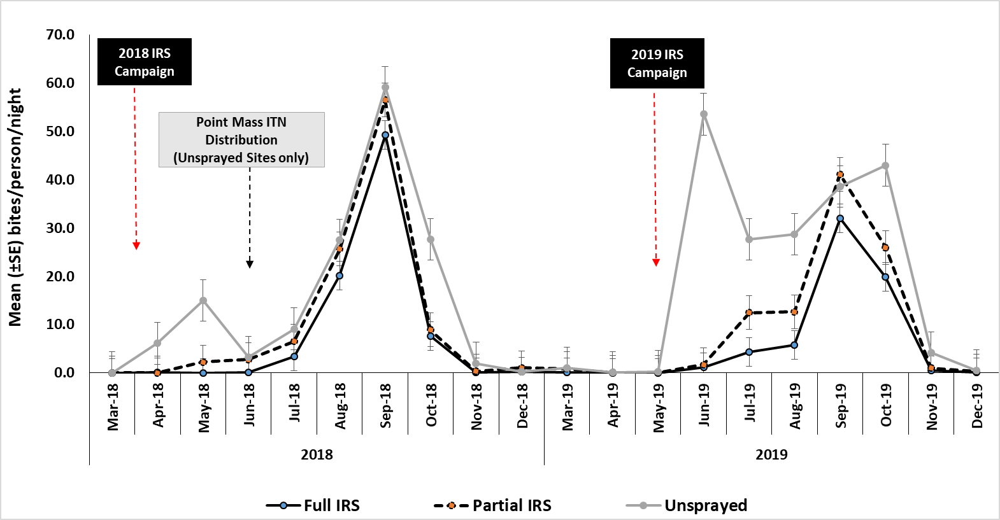 Mean (±SE) bites/person/night
70.0
60.0
50.0
40.0
30.0
20.0
10.0
0.0
2018 IRS
Campaign
Point Mass ITN
Distribution
(Unsprayed Sites only)
2019 IRS
Campaign
Mar-18
Apr-18
May-18
Jun-18
Jul-18
Aug-18
Sep-18
Oct-18
Nov-18
Dec-18
Mar-19
Apr-19
May-19
Jun-19
Jul-19
Aug-19
Sep-19
Oct-19
Nov-19
Dec-19
2018
2019
Full IRS
Partial IRS
Unsprayed